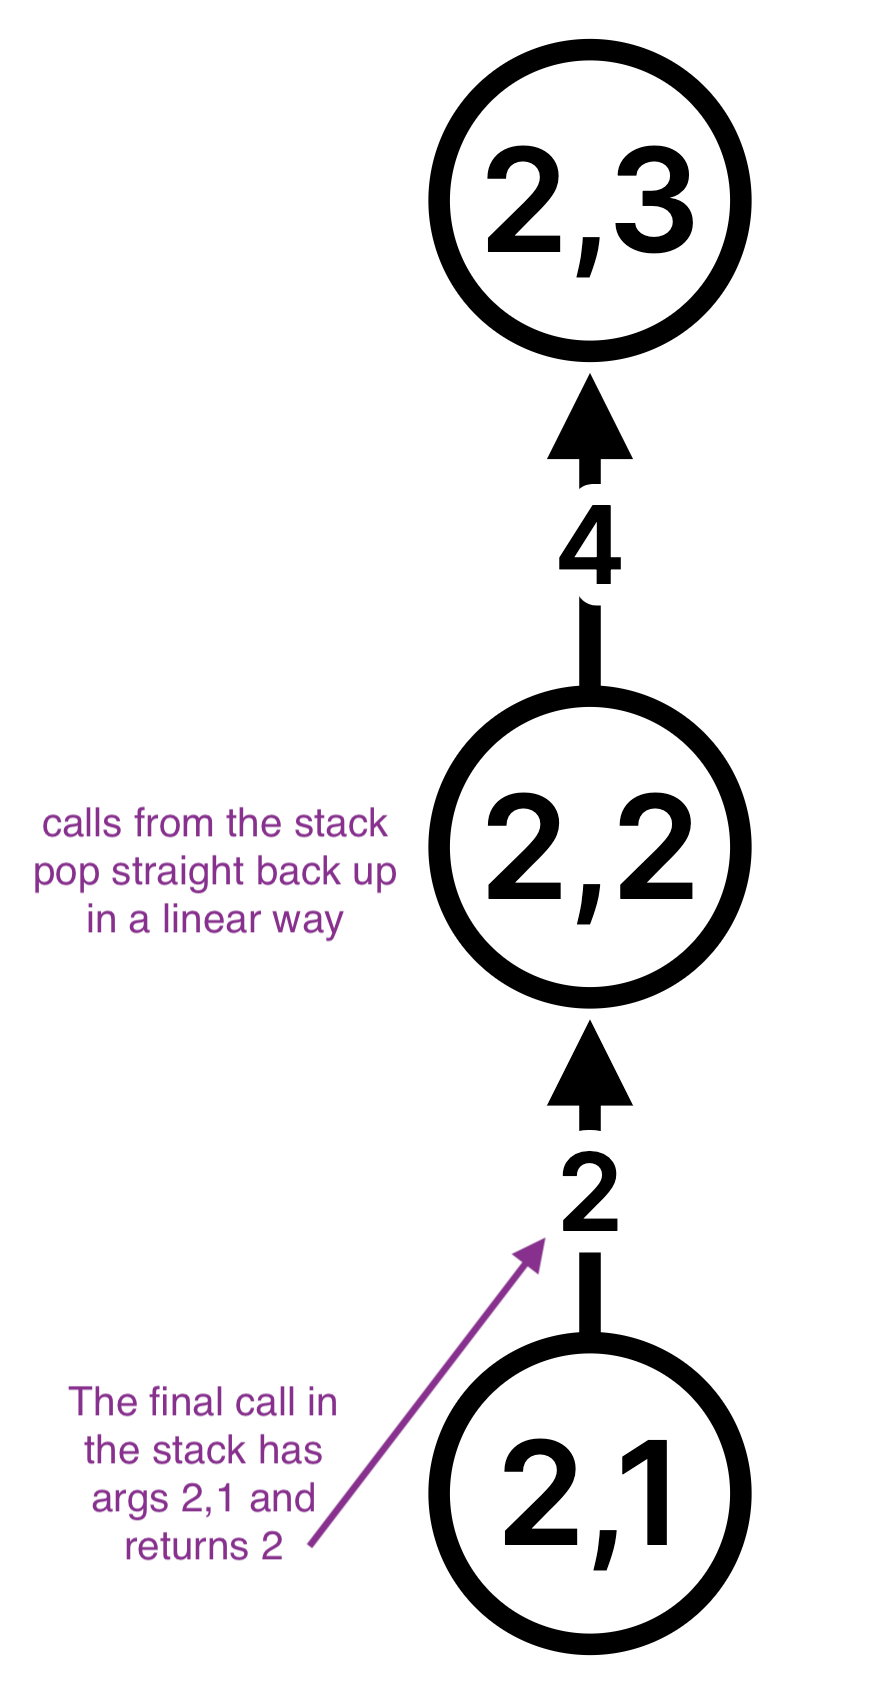 2,3
4
2,2
calls from the stack
pop straight back up
in a linear way
2
The final call in
the stack has
args 2,1 and
returns 2
2,1